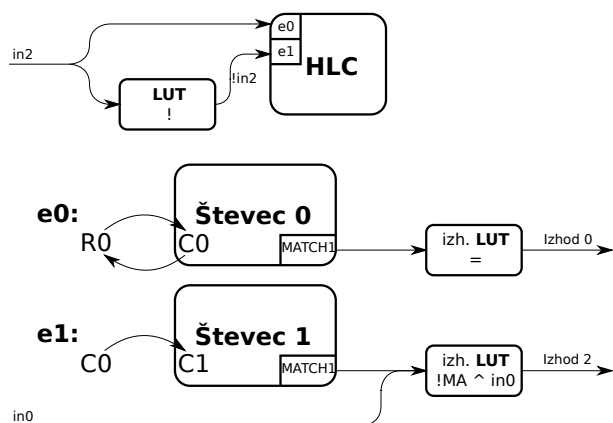 in2
e0
e1
HLC
LUT
!
!in2
e0:
R0
Števec 0
C0
MATCH1
izh. LUT
=
Izhod 0
e1:
C0
Števec 1
C1
MATCH1
izh. LUT
!MA ^ in0
Izhod 2
in0